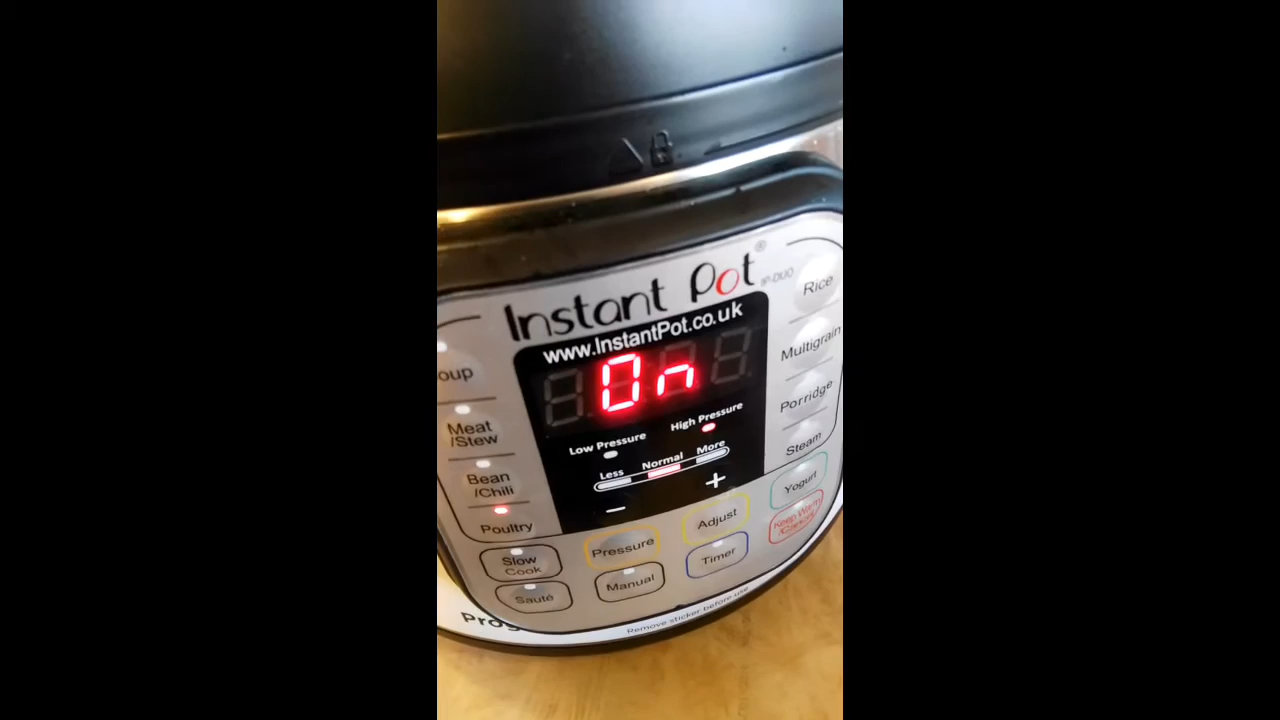 Instant Pot®
IP-DUO
www.InstantPot.co.uk
On
Low Pressure
High Pressure
Less
Normal
More
−
+
oup
Meat
/Stew
Bean
/Chili
Poultry
Slow
Cook
Sauté
Pressure
Manual
Adjust
Timer
Rice
Multigrain
Porridge
Steam
Yogurt
Keep Warm
/Cancel
Prog
Remove sticker before use